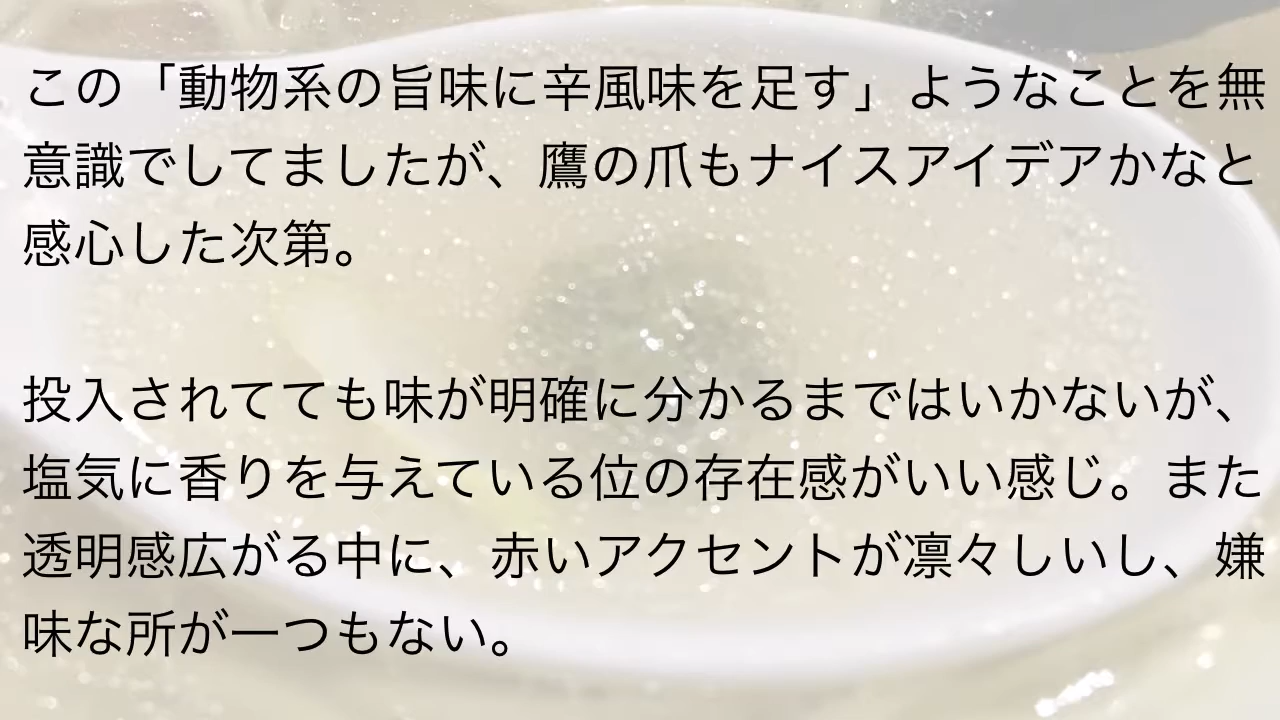 この「動物系の旨味に辛風味を足す」ようなことを無
意識でしてましたが、鷹の爪もナイスアイデアかなと
感心した次第。
投入されてても味が明確に分かるまではいかないが、
塩気に香りを与えている位の存在感がいい感じ。また
透明感広がる中に、赤いアクセントが凛々しいし、嫌
味な所が一つもない。